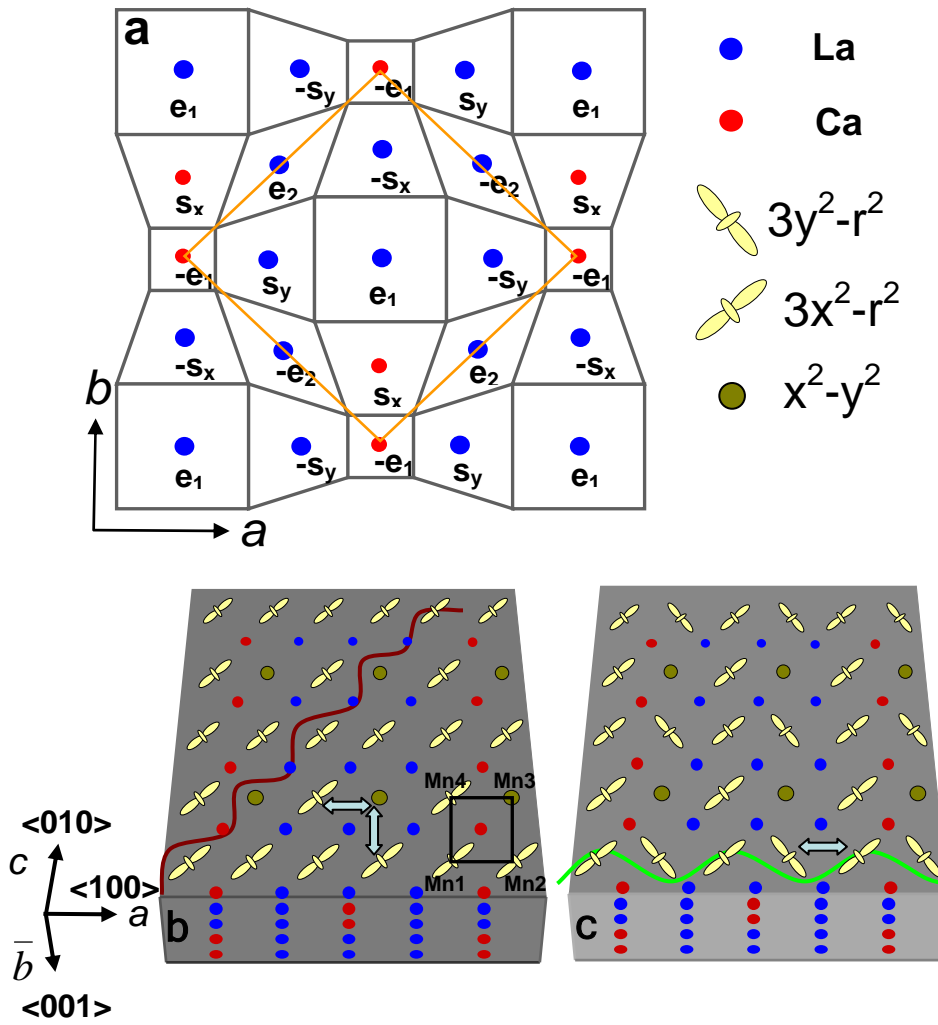 a
La
Ca
3y²-r²
3x²-r²
x²-y²
e₁ -sᵧ -e₁ sᵧ e₁
sₓ e₂ -sₓ -e₂ sₓ
-e₁ sᵧ e₁ -sᵧ -e₁
-sₓ -e₂ sₓ e₂ -sₓ
e₁ -sᵧ -e₁ sᵧ e₁
b
a
Mn4 Mn3
Mn1 Mn2
<010>
c
<100>
a
b̄
<001>
b
c